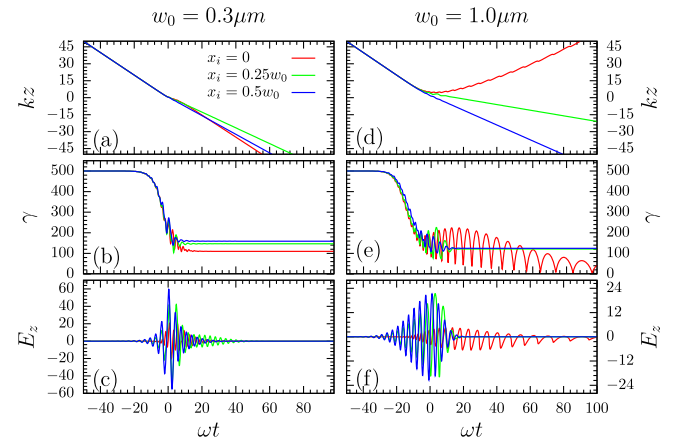 w₀ = 0.3μm w₀ = 1.0μm
45
30
15
0
−15
−30
−45
kz
(a)
xᵢ = 0
xᵢ = 0.25w₀
xᵢ = 0.5w₀
(d)
45
30
15
0
−15
−30
−45
kz
500
400
300
200
100
0
γ
(b)
(e)
500
400
300
200
100
0
γ
60
40
20
0
−20
−40
−60
E_z
(c)
(f)
24
12
0
−12
−24
E_z
−40 −20 0 20 40 60 80
−40 −20 0 20 40 60 80 100
ωt ωt